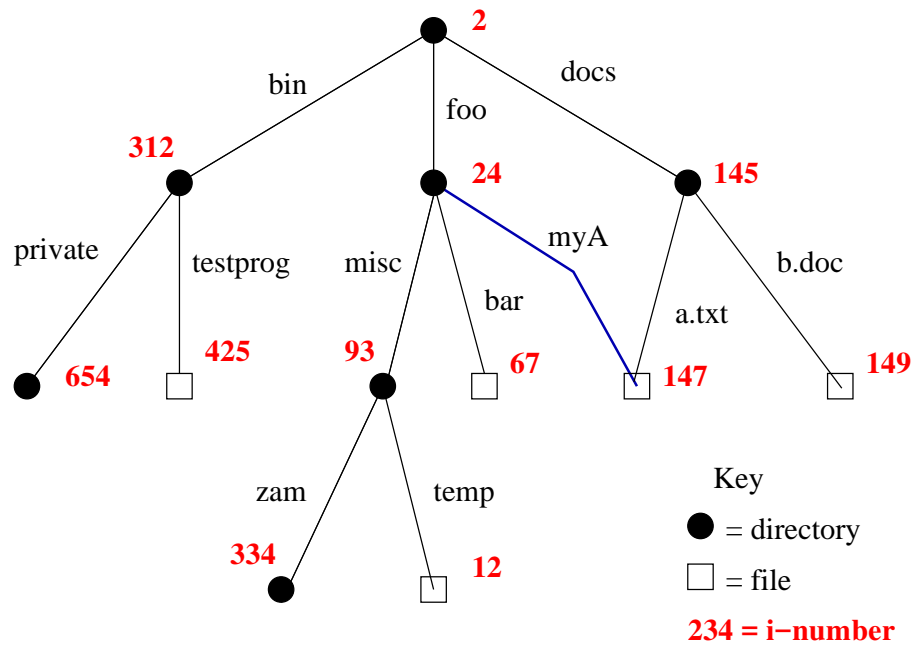 2
bin
foo
docs
312
24
145
private
testprog
misc
myA
bar
a.txt
b.doc
654
425
93
67
147
149
zam
temp
334
12
Key
= directory
= file
234 = i−number